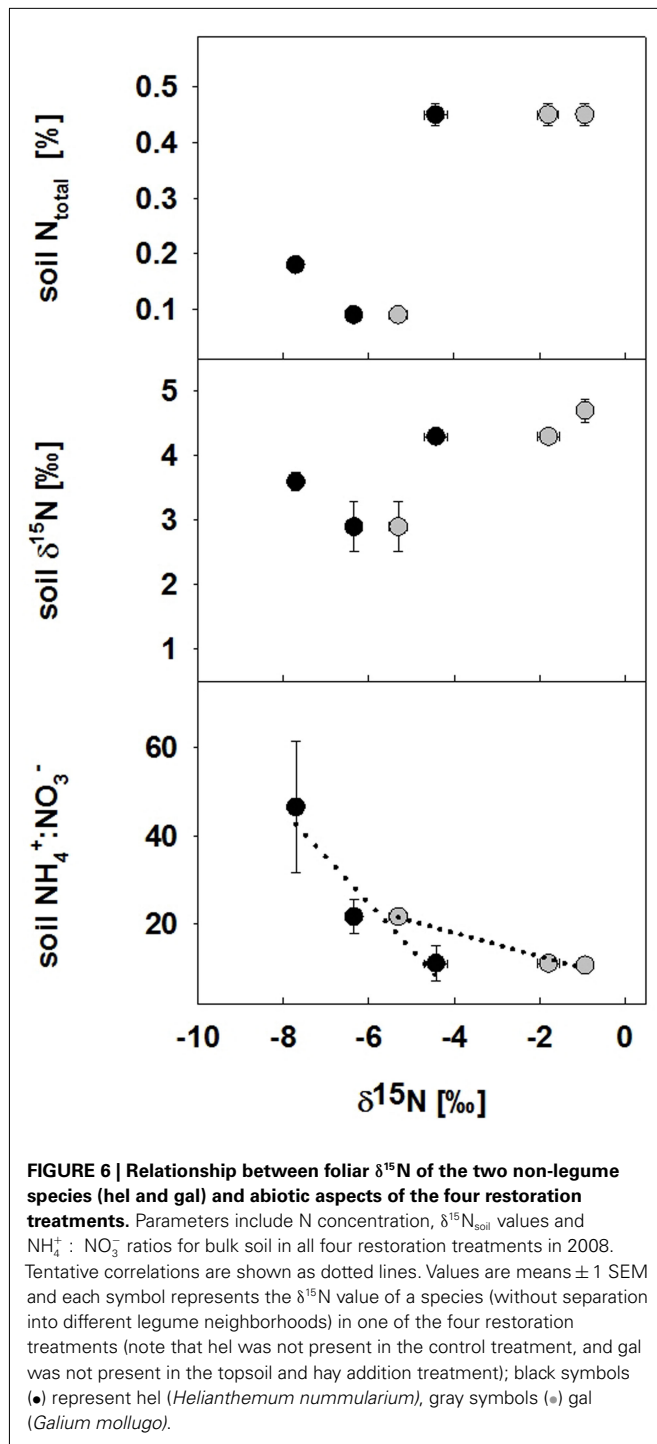 soil N_total [%]
0.5
0.4
0.3
0.2
0.1
soil δ¹⁵N [‰]
5
4
3
2
1
soil NH₄⁺:NO₃⁻
60
40
20
-10 -8 -6 -4 -2 0
δ¹⁵N [‰]
FIGURE 6 | Relationship between foliar δ¹⁵N of the two non-legume
species (hel and gal) and abiotic aspects of the four restoration
treatments. Parameters include N concentration, δ¹⁵N_soil values and
NH₄⁺ : NO₃⁻ ratios for bulk soil in all four restoration treatments in 2008.
Tentative correlations are shown as dotted lines. Values are means ± 1 SEM
and each symbol represents the δ¹⁵N value of a species (without separation
into different legume neighborhoods) in one of the four restoration
treatments (note that hel was not present in the control treatment, and gal
was not present in the topsoil and hay addition treatment); black symbols
(●) represent hel (Helianthemum nummularium), gray symbols (●) gal
(Galium mollugo).